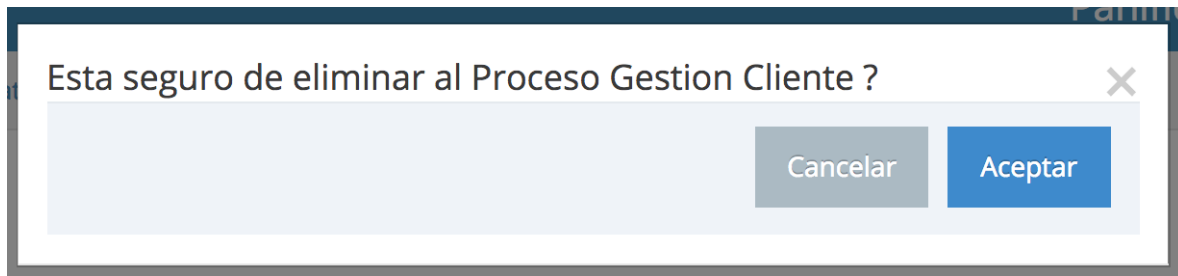 Esta seguro de eliminar al Proceso Gestion Cliente ?
Cancelar
Aceptar